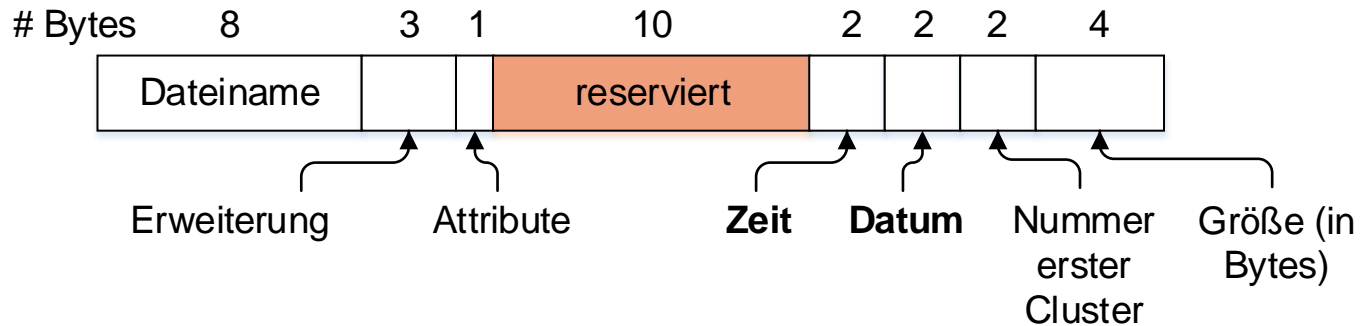 # Bytes 8 3 1 10 2 2 2 4
Dateiname reserviert
Erweiterung Attribute Zeit Datum Nummer Größe (in
erster Bytes)
Cluster